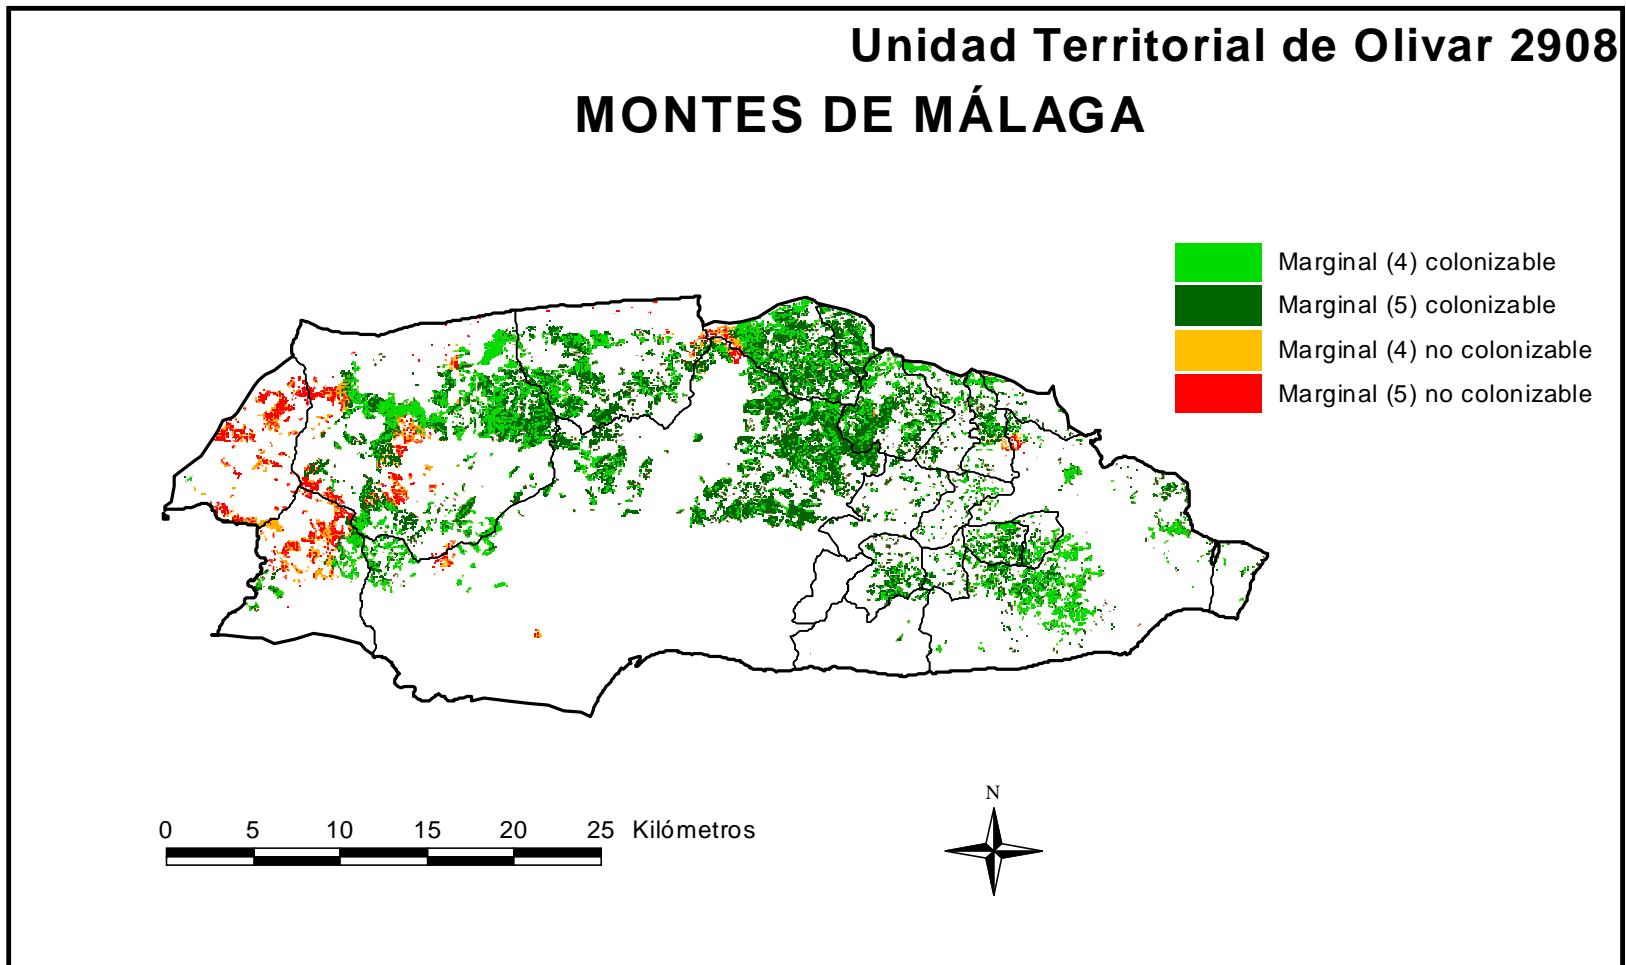 Unidad Territorial de Olivar 2908
MONTES DE MÁLAGA
Marginal (4) colonizable
Marginal (5) colonizable
Marginal (4) no colonizable
Marginal (5) no colonizable
N
0 5 10 15 20 25 Kilómetros